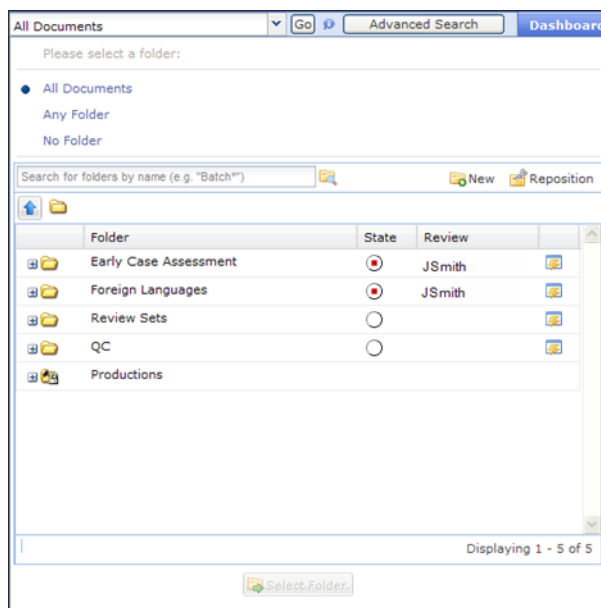 All Documents Go Advanced Search Dashboard
Please select a folder:
All Documents
Any Folder
No Folder
Search for folders by name (e.g. "Batch*") New Reposition
Folder State Review
Early Case Assessment JSmith
Foreign Languages JSmith
Review Sets
QC
Productions
Displaying 1 - 5 of 5
Select Folder